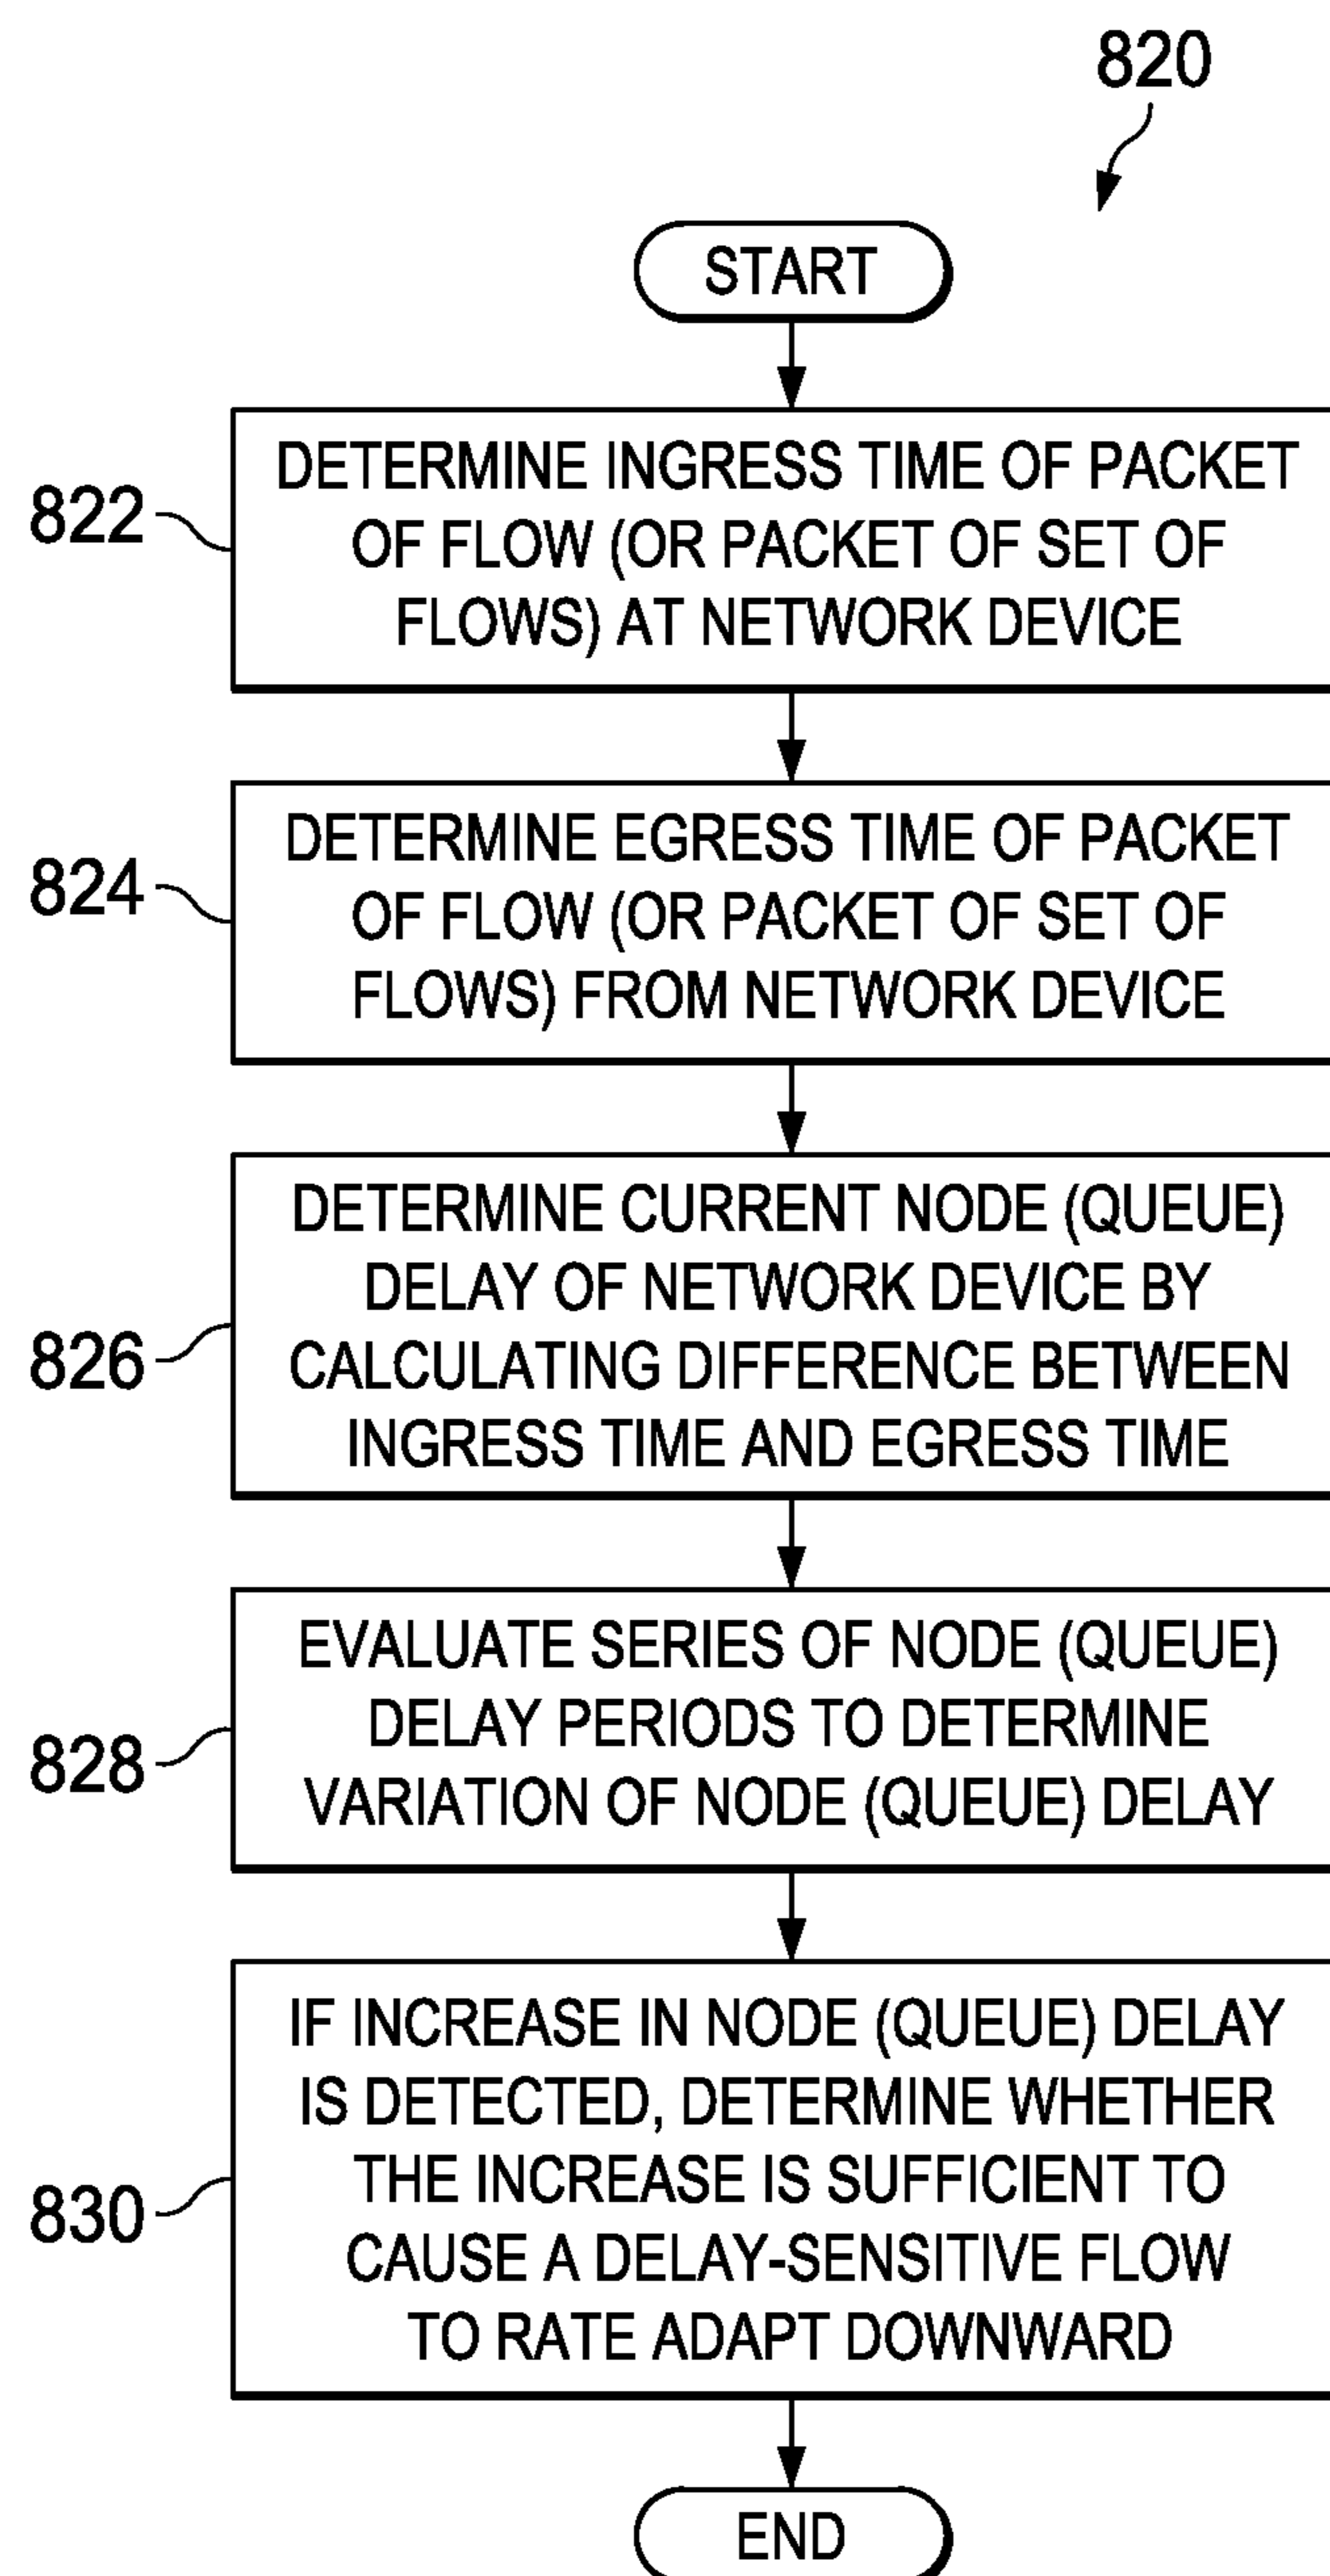 820
START
822
DETERMINE INGRESS TIME OF PACKET
OF FLOW (OR PACKET OF SET OF
FLOWS) AT NETWORK DEVICE
824
DETERMINE EGRESS TIME OF PACKET
OF FLOW (OR PACKET OF SET OF
FLOWS) FROM NETWORK DEVICE
826
DETERMINE CURRENT NODE (QUEUE)
DELAY OF NETWORK DEVICE BY
CALCULATING DIFFERENCE BETWEEN
INGRESS TIME AND EGRESS TIME
828
EVALUATE SERIES OF NODE (QUEUE)
DELAY PERIODS TO DETERMINE
VARIATION OF NODE (QUEUE) DELAY
830
IF INCREASE IN NODE (QUEUE) DELAY
IS DETECTED, DETERMINE WHETHER
THE INCREASE IS SUFFICIENT TO
CAUSE A DELAY-SENSITIVE FLOW
TO RATE ADAPT DOWNWARD
END